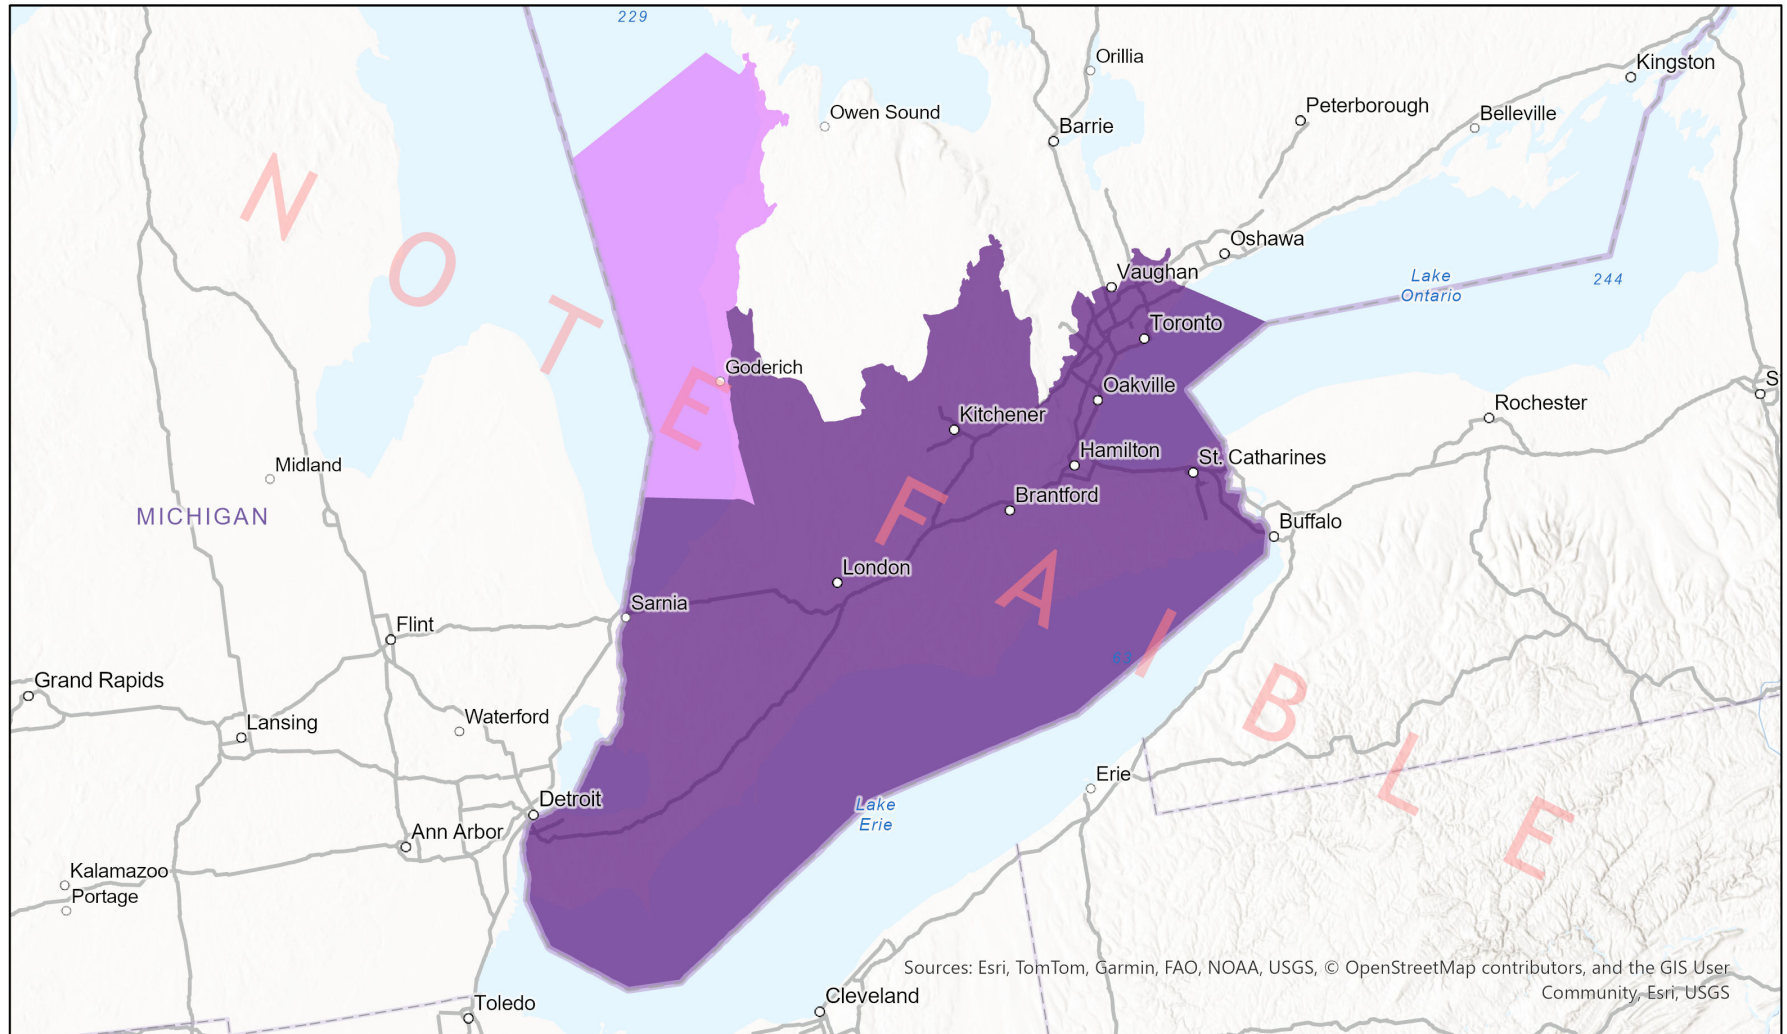 229
Orillia
Kingston
Peterborough
Belleville
Owen Sound
Barrie
Oshawa
Vaughan
Lake
Ontario
244
Toronto
Goderich
Oakville
S
Rochester
Kitchener
Hamilton
St. Catharines
Midland
Brantford
MICHIGAN
Buffalo
London
Sarnia
Flint
62
Grand Rapids
Lansing
Waterford
Erie
Detroit
Lake
Erie
Ann Arbor
Kalamazoo
Portage
Cleveland
Toledo
NOTE FAIBLE
Sources: Esri, TomTom, Garmin, FAO, NOAA, USGS, © OpenStreetMap contributors, and the GIS User
Community, Esri, USGS